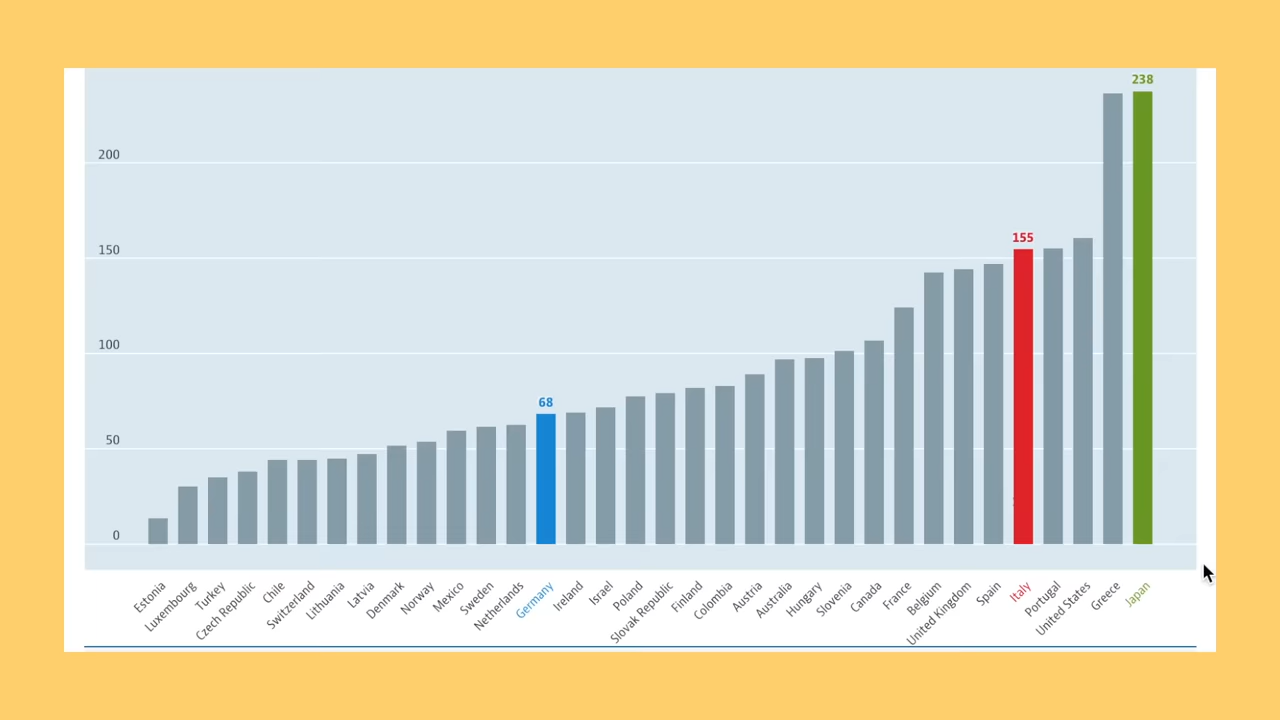 238
200
155
150
100
68
50
0
Estonia
Luxembourg
Turkey
Czech Republic
Chile
Switzerland
Lithuania
Latvia
Denmark
Norway
Mexico
Sweden
Netherlands
Germany
Ireland
Israel
Poland
Slovak Republic
Finland
Colombia
Austria
Australia
Hungary
Slovenia
Canada
France
Belgium
United Kingdom
Spain
Italy
Portugal
United States
Greece
Japan